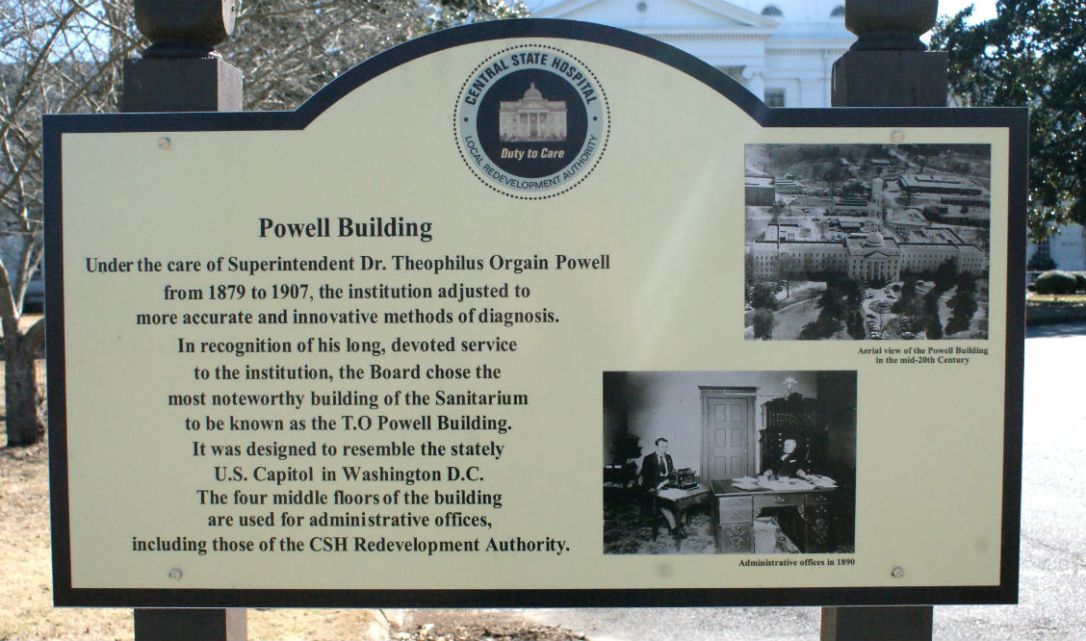 CENTRAL STATE HOSPITAL
Duty to Care
LOCAL REDEVELOPMENT AUTHORITY
Powell Building
Under the care of Superintendent Dr. Theophilus Orgain Powell
from 1879 to 1907, the institution adjusted to
more accurate and innovative methods of diagnosis.
In recognition of his long, devoted service
to the institution, the Board chose the
most noteworthy building of the Sanitarium
to be known as the T.O Powell Building.
It was designed to resemble the stately
U.S. Capitol in Washington D.C.
The four middle floors of the building
are used for administrative offices,
including those of the CSH Redevelopment Authority.
Aerial view of the Powell Building
in the mid-20th Century
Administrative offices in 1890